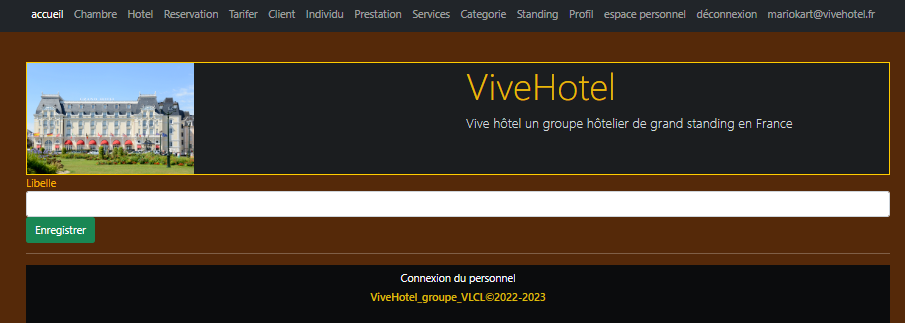 accueil Chambre Hotel Reservation Tarifer Client Individu Prestation Services Categorie Standing Profil espace personnel déconnexion mariokart@vivehotel.fr
ViveHotel
Vive hôtel un groupe hôtelier de grand standing en France
Libelle
Enregistrer
Connexion du personnel
ViveHotel_groupe_VLCL©2022-2023